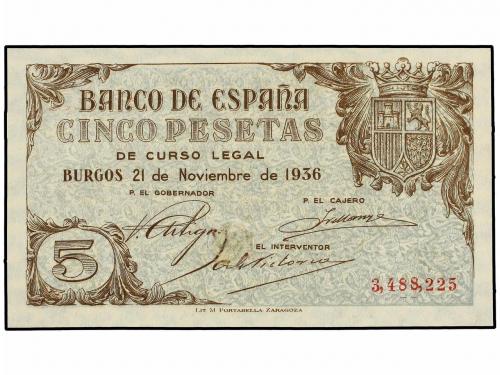 BANCO DE ESPAÑA
CINCO PESETAS
DE CURSO LEGAL
BURGOS 21 de Noviembre de 1936
P. EL GOBERNADOR
P. EL CAJERO
EL INTERVENTOR
5
3,488,225
LIT M PORTABELLA ZARAGOZA